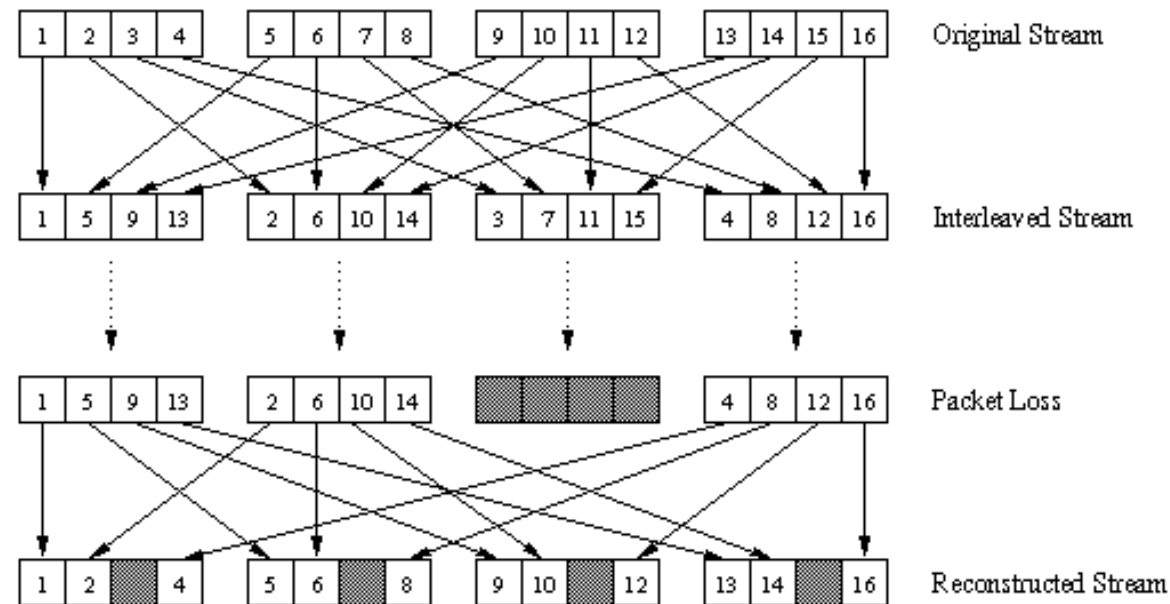 1 2 3 4 5 6 7 8 9 10 11 12 13 14 15 16 Original Stream
1 5 9 13 2 6 10 14 3 7 11 15 4 8 12 16 Interleaved Stream
1 5 9 13 2 6 10 14 4 8 12 16 Packet Loss
1 2 4 5 6 8 9 10 12 13 14 16 Reconstructed Stream